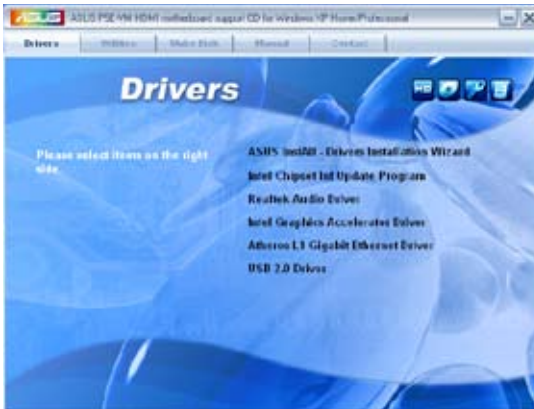 ASUS
ASUS P5E-VM HDMI motherboard support CD for Windows XP Home/Professional
Drivers Utilities Make Disk Manual Contact
Drivers
Please select items on the right
side.
ASUS InstAll - Drivers Installation Wizard
Intel Chipset Inf Update Program
Realtek Audio Driver
Intel Graphics Accelerator Driver
Atheros L1 Gigabit Ethernet Driver
USB 2.0 Driver